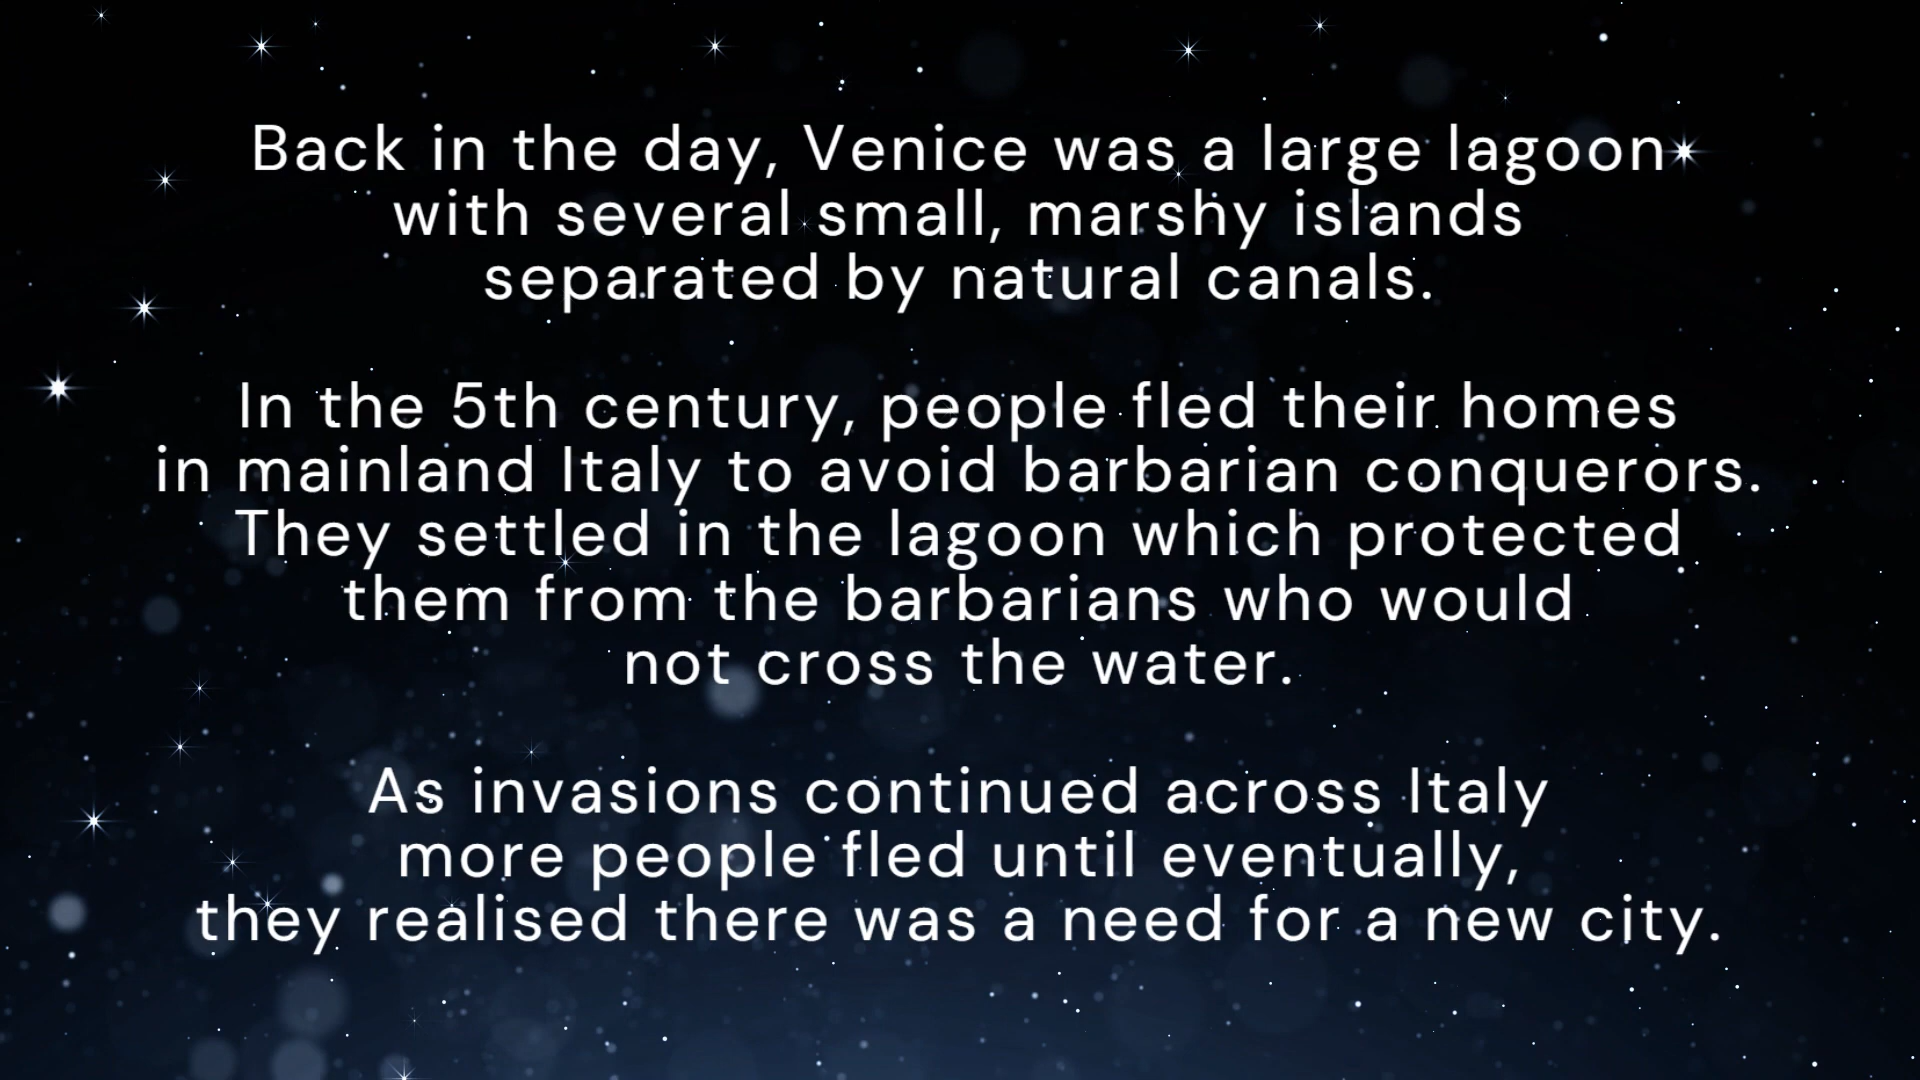 Back in the day, Venice was a large lagoon
with several small, marshy islands
separated by natural canals.
In the 5th century, people fled their homes
in mainland Italy to avoid barbarian conquerors.
They settled in the lagoon which protected
them from the barbarians who would
not cross the water.
As invasions continued across Italy
more people fled until eventually,
they realised there was a need for a new city.